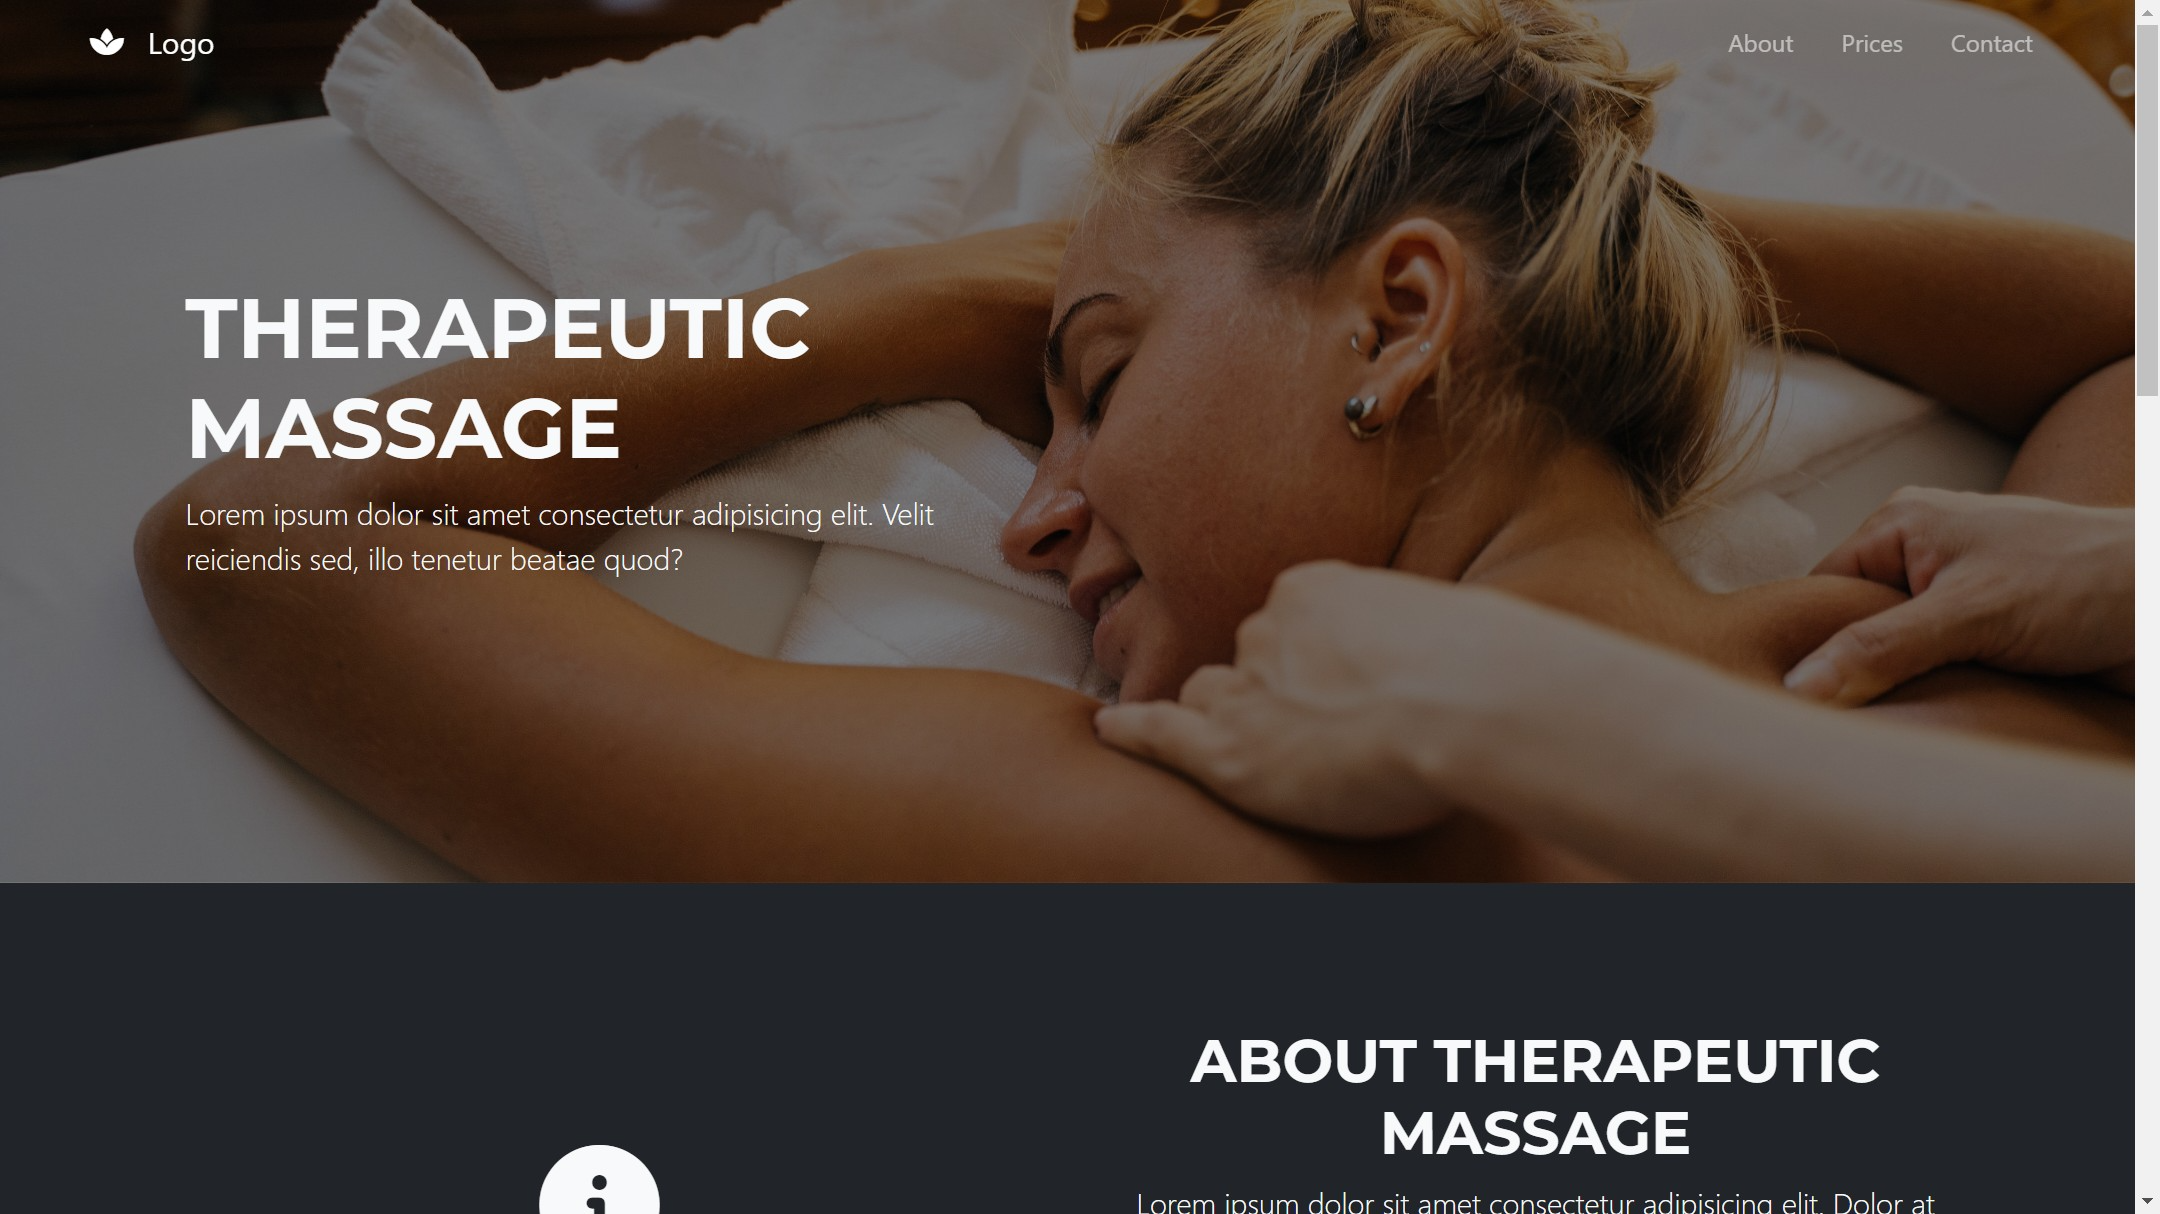 Logo
About Prices Contact
THERAPEUTIC
MASSAGE
Lorem ipsum dolor sit amet consectetur adipisicing elit. Velit
reiciendis sed, illo tenetur beatae quod?
ABOUT THERAPEUTIC
MASSAGE
Lorem ipsum dolor sit amet consectetur adipisicing elit. Dolor at